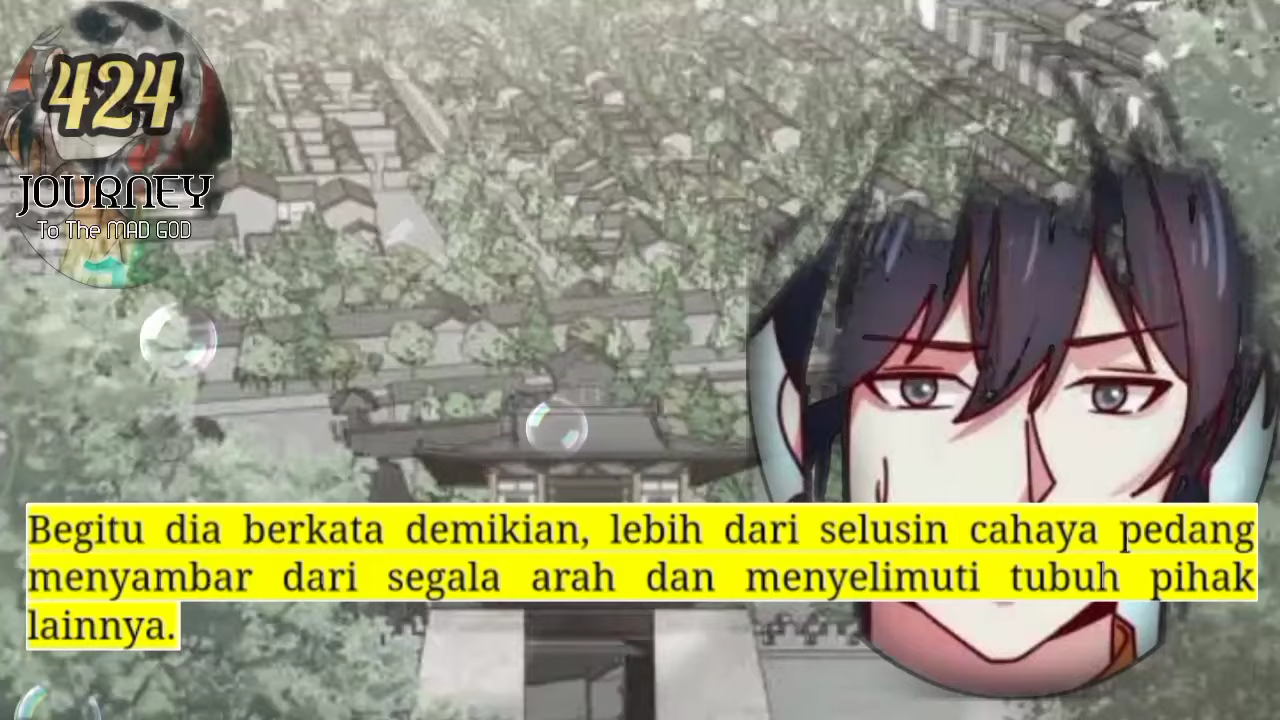 424
JOURNEY
To The MAD GOD
Begitu dia berkata demikian, lebih dari selusin cahaya pedang
menyambar dari segala arah dan menyelimuti tubuh pihak
lainnya.